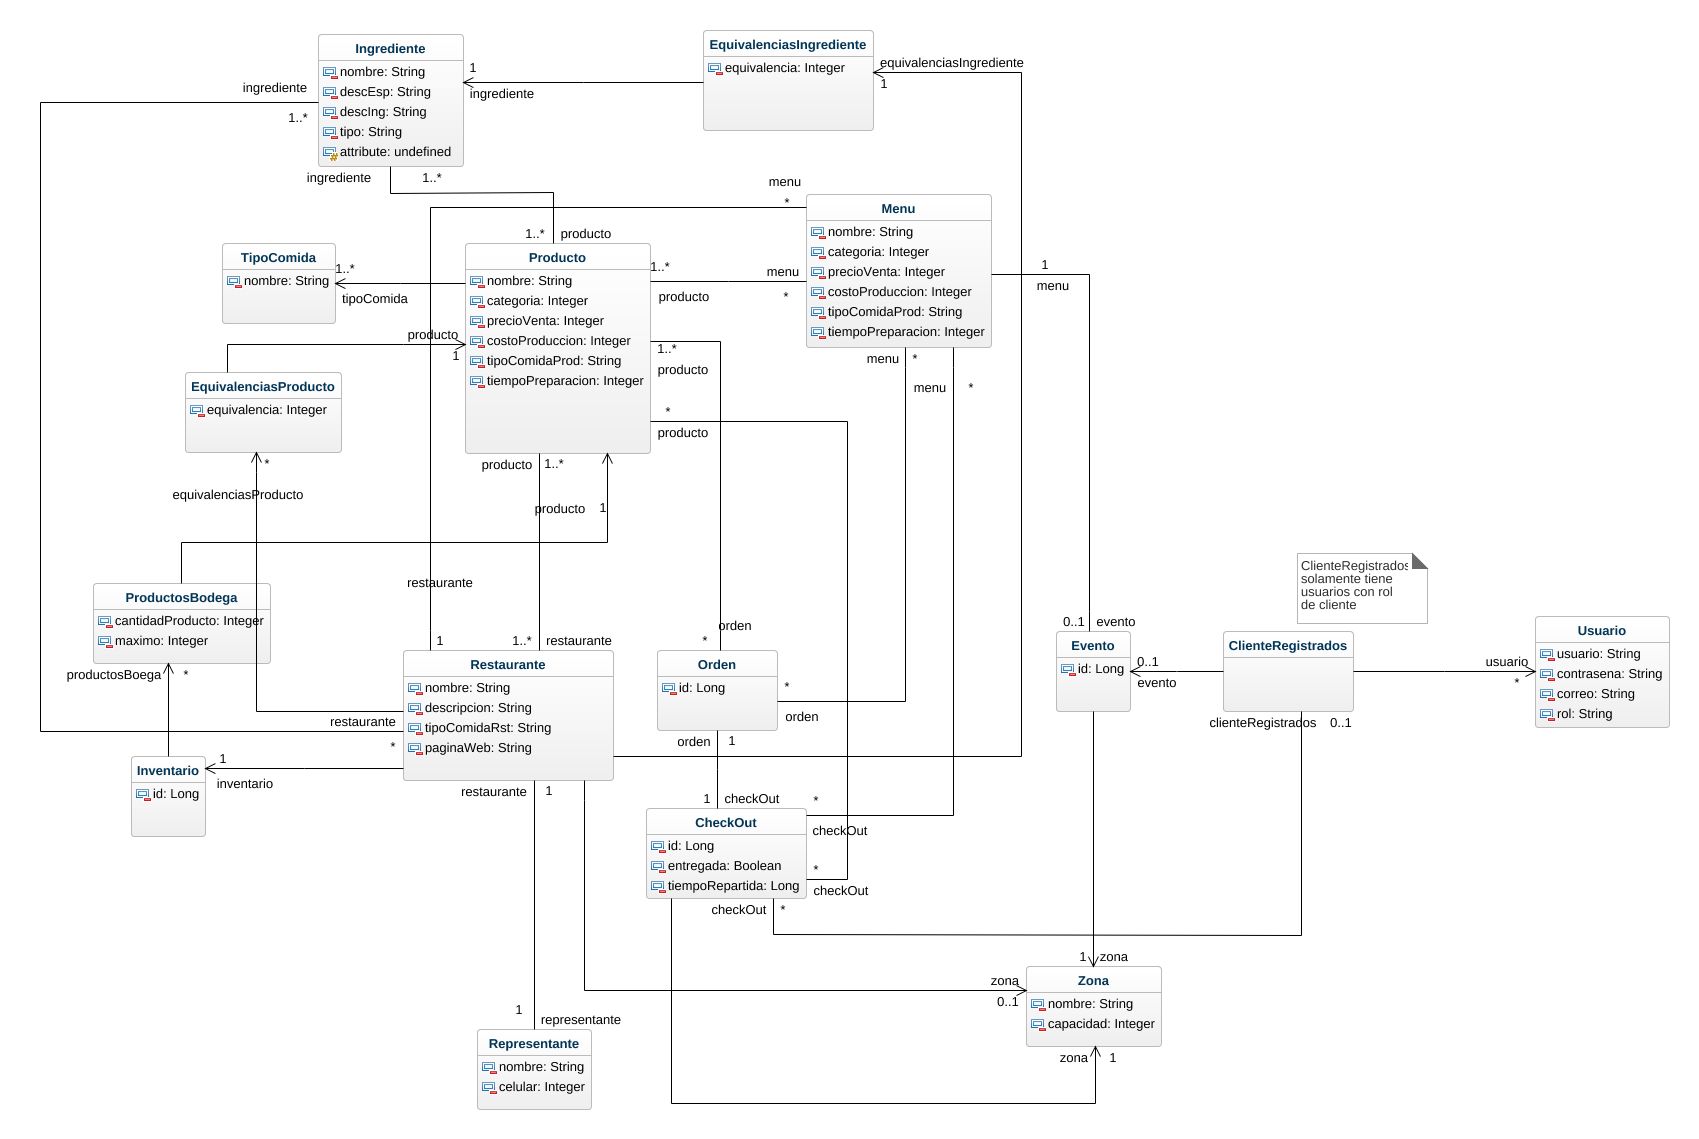 Ingrediente
nombre: String
descEsp: String
descIng: String
tipo: String
attribute: undefined
EquivalenciasIngrediente
equivalencia: Integer
equivalenciasIngrediente
1
1
ingrediente
ingrediente
1..*
ingrediente
1..*
menu
*
Menu
nombre: String
categoria: Integer
precioVenta: Integer
costoProduccion: Integer
tipoComidaProd: String
tiempoPreparacion: Integer
1..*
producto
TipoComida
nombre: String
1..*
tipoComida
Producto
nombre: String
categoria: Integer
precioVenta: Integer
costoProduccion: Integer
tipoComidaProd: String
tiempoPreparacion: Integer
1..*
producto
menu
*
1
menu
producto
1
1..*
producto
menu
*
menu
*
EquivalenciasProducto
equivalencia: Integer
*
producto
*
equivalenciasProducto
producto
1..*
producto
1
ClienteRegistrados
solamente tiene
usuarios con rol
de cliente
restaurante
1
1..*
restaurante
orden
*
0..1
evento
ProductosBodega
cantidadProducto: Integer
maximo: Integer
productosBoega
*
Restaurante
nombre: String
descripcion: String
tipoComidaRst: String
paginaWeb: String
Orden
id: Long
*
orden
Evento
id: Long
0..1
evento
ClienteRegistrados
usuario
*
Usuario
usuario: String
contrasena: String
correo: String
rol: String
restaurante
*
clienteRegistrados
0..1
orden
1
Inventario
id: Long
1
inventario
restaurante
1
1
checkOut
*
checkOut
CheckOut
id: Long
entregada: Boolean
tiempoRepartida: Long
*
checkOut
checkOut
*
1
zona
zona
0..1
Zona
nombre: String
capacidad: Integer
zona
1
1
representante
Representante
nombre: String
celular: Integer